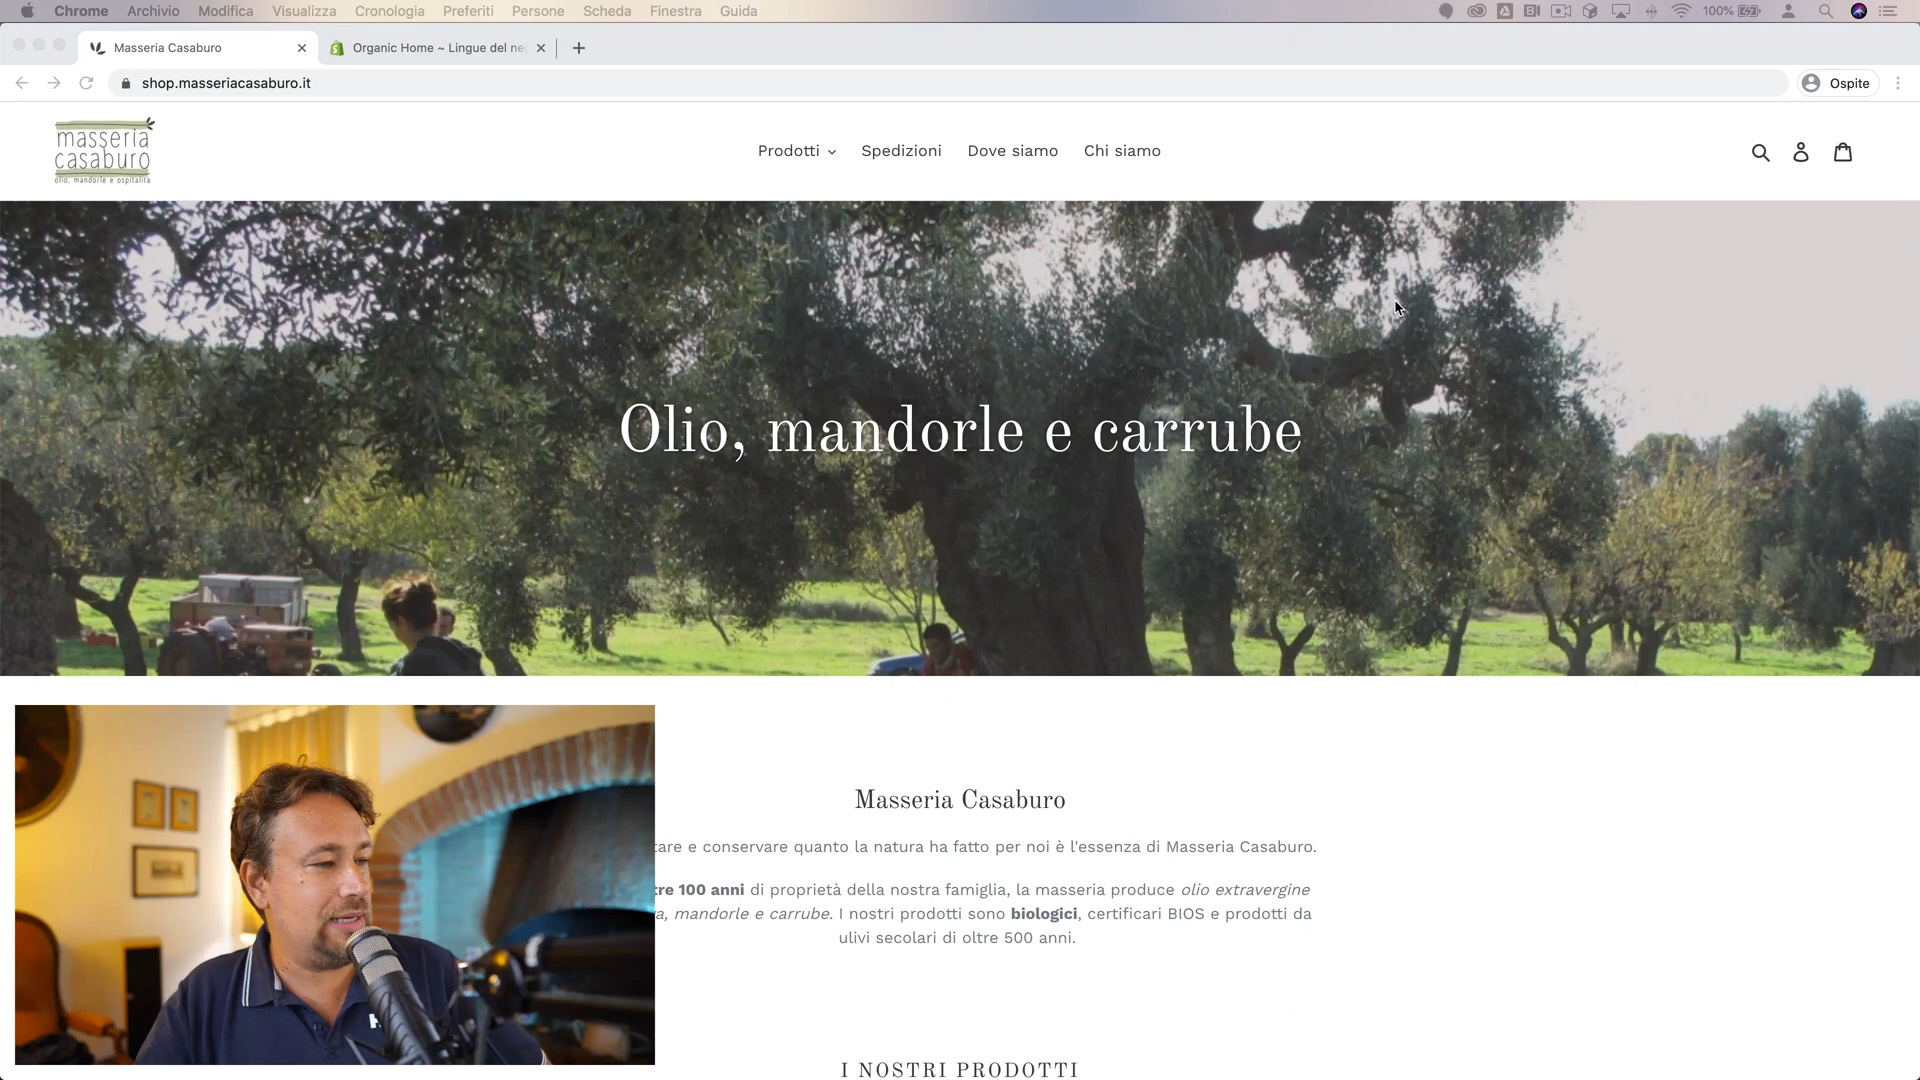 Chrome Archivio Modifica Visualizza Cronologia Preferiti Persone Scheda Finestra Guida 100%
Masseria Casaburo
Organic Home ~ Lingue del ne
shop.masseriacasaburo.it
Ospite
masseria
casaburo
olio, mandorle e ospitalità
Prodotti Spedizioni Dove siamo Chi siamo
Olio, mandorle e carrube
Masseria Casaburo
tare e conservare quanto la natura ha fatto per noi è l'essenza di Masseria Casaburo.
tre 100 anni di proprietà della nostra famiglia, la masseria produce olio extravergine
a, mandorle e carrube. I nostri prodotti sono biologici, certificari BIOS e prodotti da
ulivi secolari di oltre 500 anni.
I NOSTRI PRODOTTI